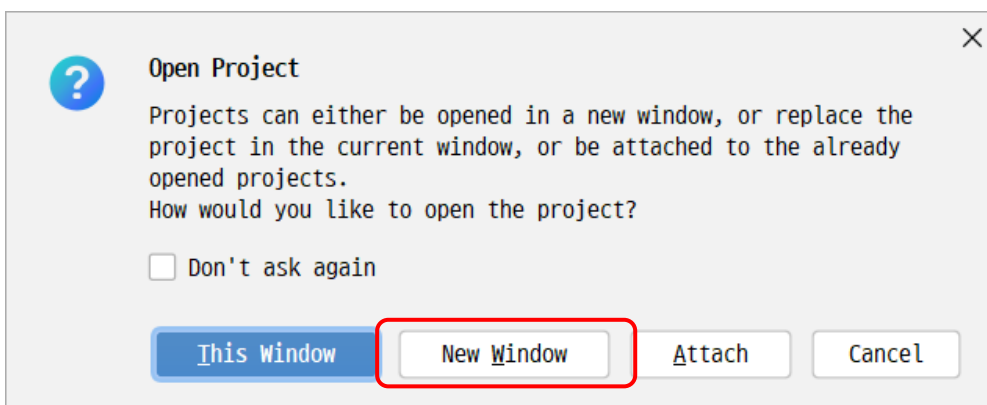 Open Project
Projects can either be opened in a new window, or replace the
project in the current window, or be attached to the already
opened projects.
How would you like to open the project?
Don't ask again
This Window New Window Attach Cancel